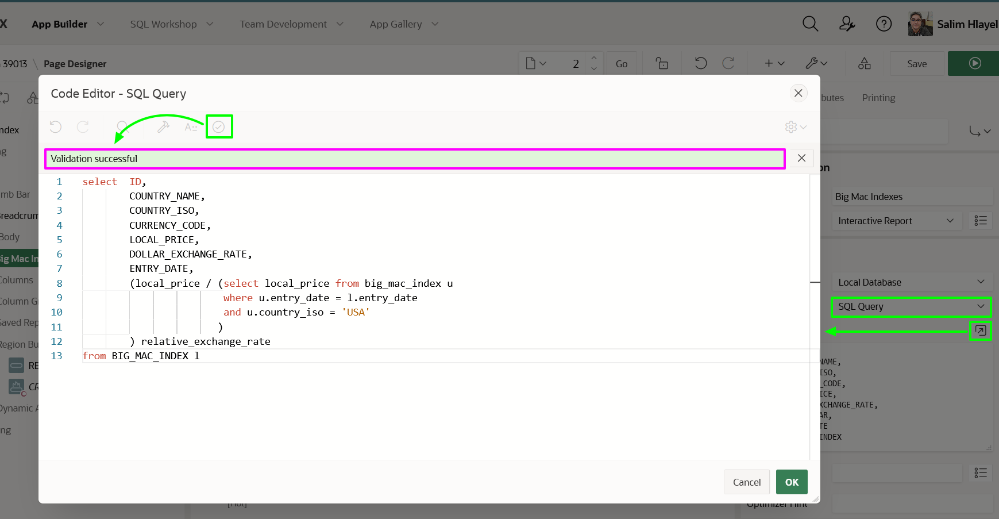 X App Builder SQL Workshop Team Development App Gallery Salim Hlayel
39013 \ Page Designer 2 Go Save
Code Editor - SQL Query
butes Printing
ndex
ng
Validation successful
on
1 select ID,
2 COUNTRY_NAME,
3 COUNTRY_ISO,
4 CURRENCY_CODE,
5 LOCAL_PRICE,
6 DOLLAR_EXCHANGE_RATE,
7 ENTRY_DATE,
8 (local_price / (select local_price from big_mac_index u
9 where u.entry_date = l.entry_date
10 and u.country_iso = 'USA'
11 )
12 ) relative_exchange_rate
13 from BIG_MAC_INDEX l
mb Bar
readcrum
Body
ig Mac In
Columns
Column G
Saved Rep
Region Bu
RE
CR
Dynamic A
ng
Big Mac Indexes
Interactive Report
Local Database
SQL Query
NAME,
ISO,
_CODE,
ICE,
XCHANGE_RATE,
AR,
TE
INDEX
Cancel OK
[Hot]
Optimizer Hint